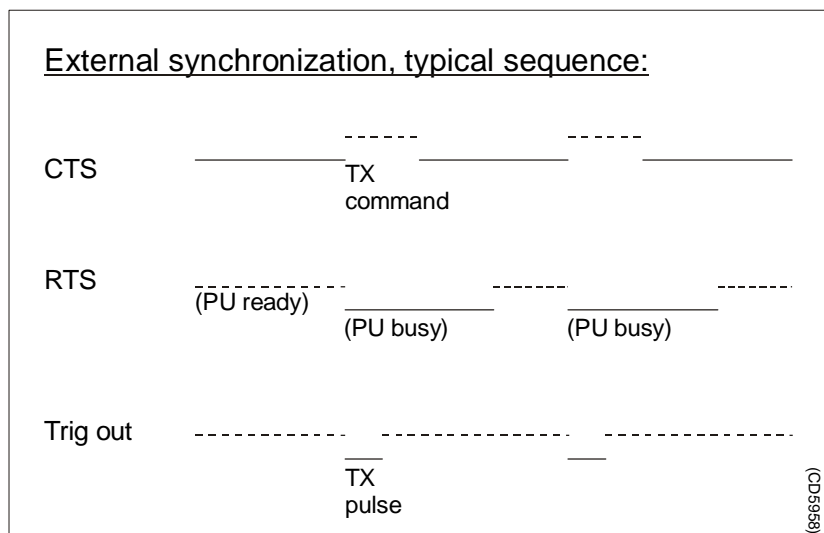 External synchronization, typical sequence:
CTS
TX
command
RTS
(PU ready)
(PU busy)
(PU busy)
Trig out
TX
pulse
(CD5958)